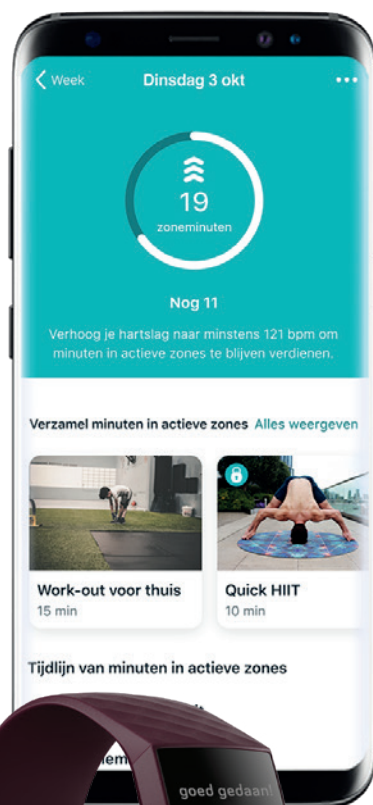 Week
Dinsdag 3 okt
19
zoneminuten
Nog 11
Verhoog je hartslag naar minstens 121 bpm om
minuten in actieve zones te blijven verdienen.
Verzamel minuten in actieve zones Alles weergeven
Work-out voor thuis
15 min
Quick HIIT
10 min
Tijdlijn van minuten in actieve zones
goed gedaan!